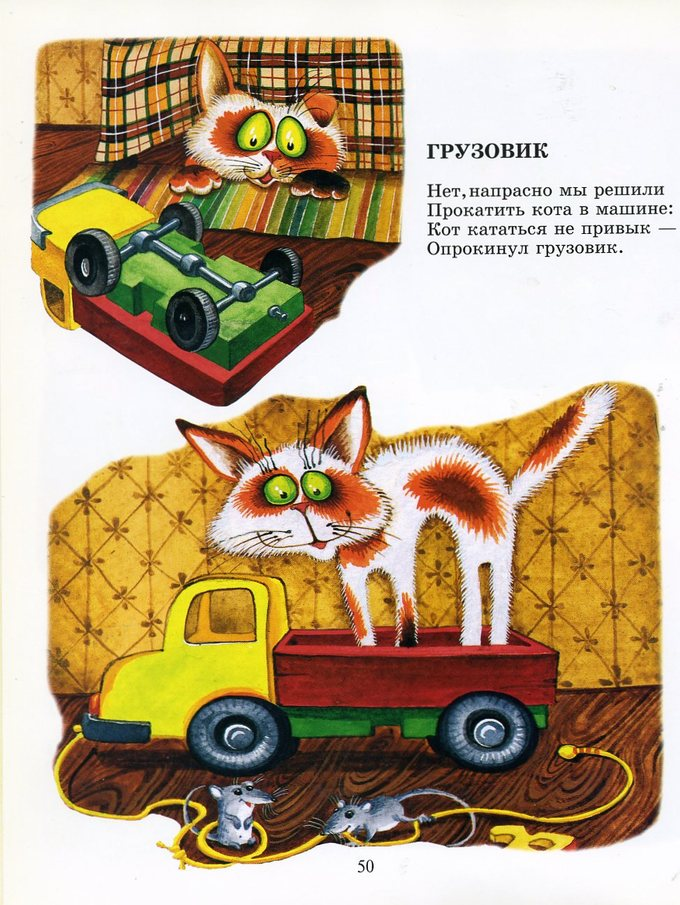 ГРУЗОВИК
Нет, напрасно мы решили
Прокатить кота в машине:
Кот кататься не привык —
Опрокинул грузовик.
50